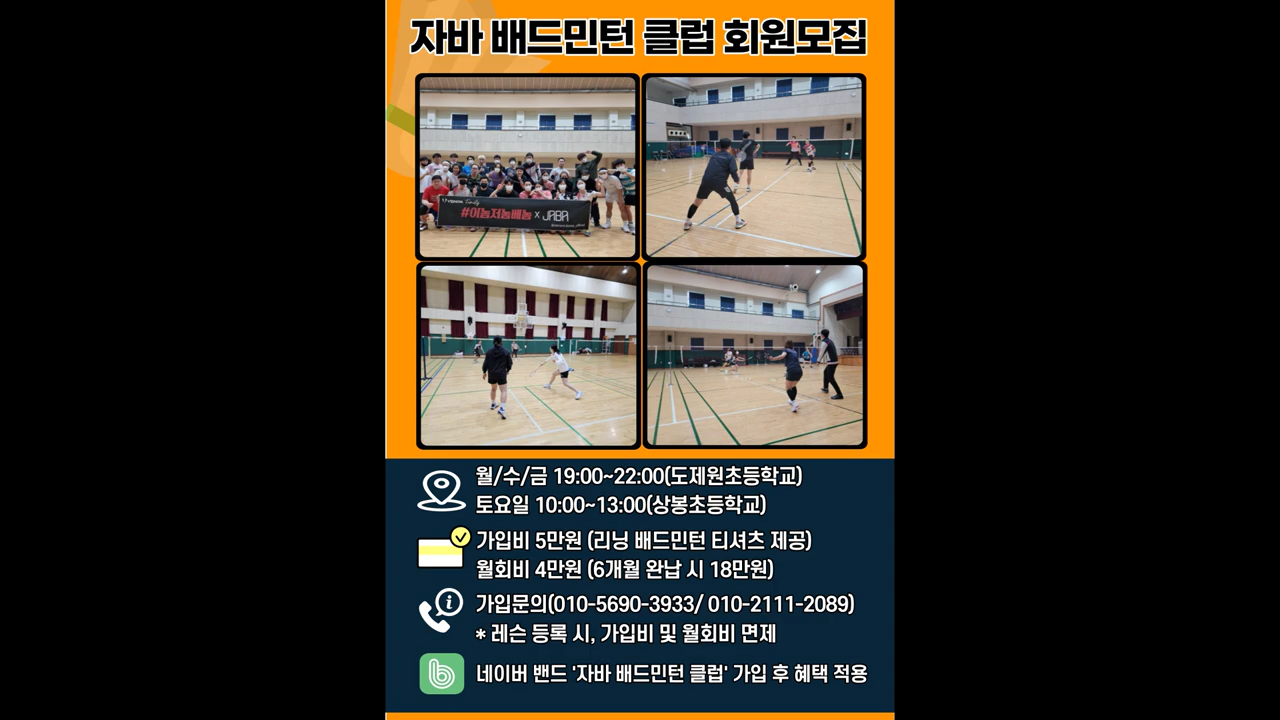 자바 배드민턴 클럽 회원모집
#이놈저놈배놈 x JABA
월/수/금 19:00~22:00(도제원초등학교)
토요일 10:00~13:00(상봉초등학교)
가입비 5만원 (리닝 배드민턴 티셔츠 제공)
월회비 4만원 (6개월 완납 시 18만원)
가입문의(010-5690-3933/ 010-2111-2089)
* 레슨 등록 시, 가입비 및 월회비 면제
네이버 밴드 '자바 배드민턴 클럽' 가입 후 혜택 적용